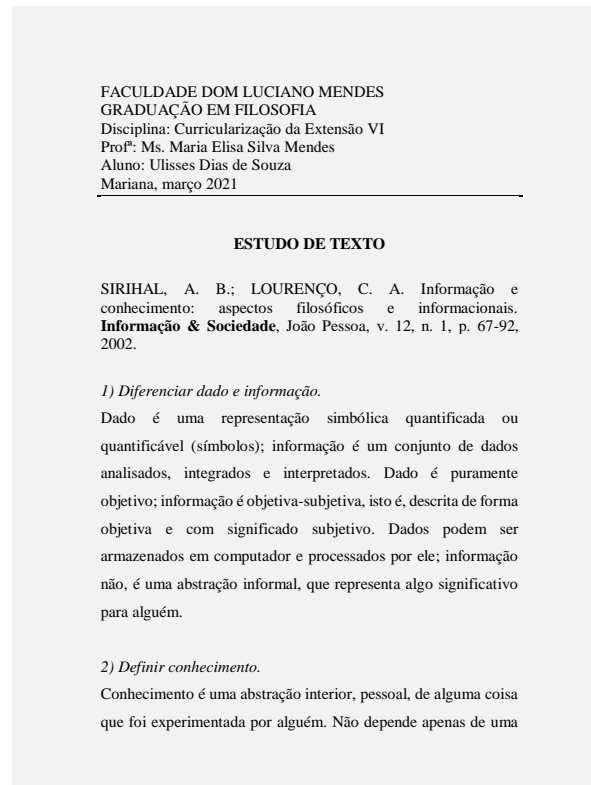 FACULDADE DOM LUCIANO MENDES
GRADUAÇÃO EM FILOSOFIA
Disciplina: Curricularização da Extensão VI
Profª: Ms. Maria Elisa Silva Mendes
Aluno: Ulisses Dias de Souza
Mariana, março 2021
ESTUDO DE TEXTO
SIRIHAL, A. B.; LOURENÇO, C. A. Informação e
conhecimento: aspectos filosóficos e informacionais.
Informação & Sociedade, João Pessoa, v. 12, n. 1, p. 67-92,
2002.
1) Diferenciar dado e informação.
Dado é uma representação simbólica quantificada ou
quantificável (símbolos); informação é um conjunto de dados
analisados, integrados e interpretados. Dado é puramente
objetivo; informação é objetiva-subjetiva, isto é, descrita de forma
objetiva e com significado subjetivo. Dados podem ser
armazenados em computador e processados por ele; informação
não, é uma abstração informal, que representa algo significativo
para alguém.
2) Definir conhecimento.
Conhecimento é uma abstração interior, pessoal, de alguma coisa
que foi experimentada por alguém. Não depende apenas de uma